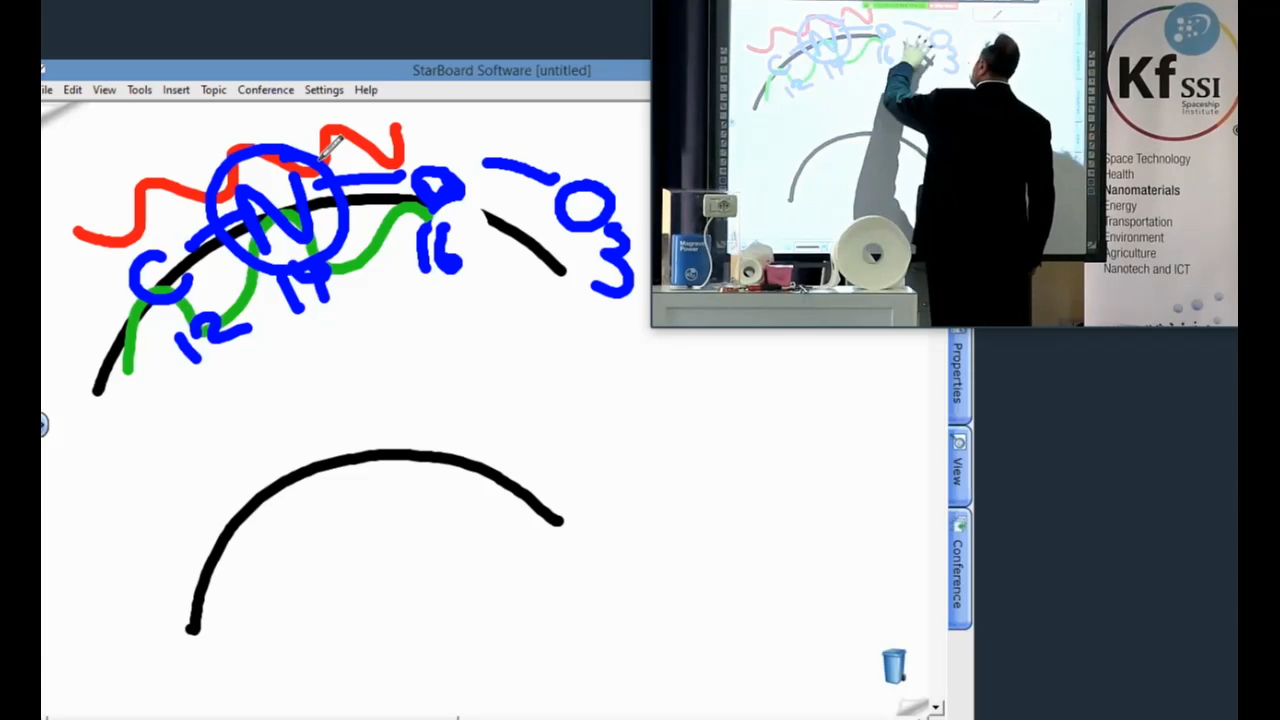 StarBoard Software [untitled]
ile Edit View Tools Insert Topic Conference Settings Help
N
C
O
O
3
16
14
12
Properties
View
Conference
Kf SSI
Spaceship
Institute
Space Technology
Health
Nanomaterials
Energy
Transportation
Environment
Agriculture
Nanotech and ICT